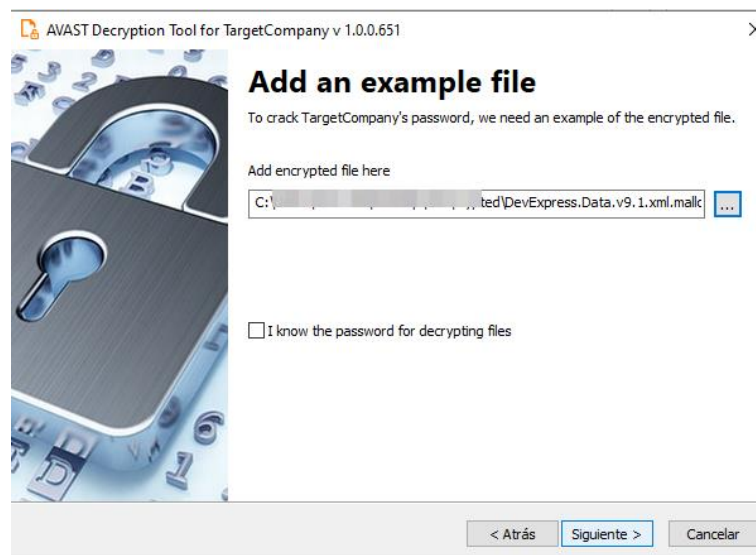 AVAST Decryption Tool for TargetCompany v 1.0.0.651
Add an example file
To crack TargetCompany's password, we need an example of the encrypted file.
Add encrypted file here
C:\ ted\DevExpress.Data.v9.1.xml.mallc ...
I know the password for decrypting files
< Atrás Siguiente > Cancelar